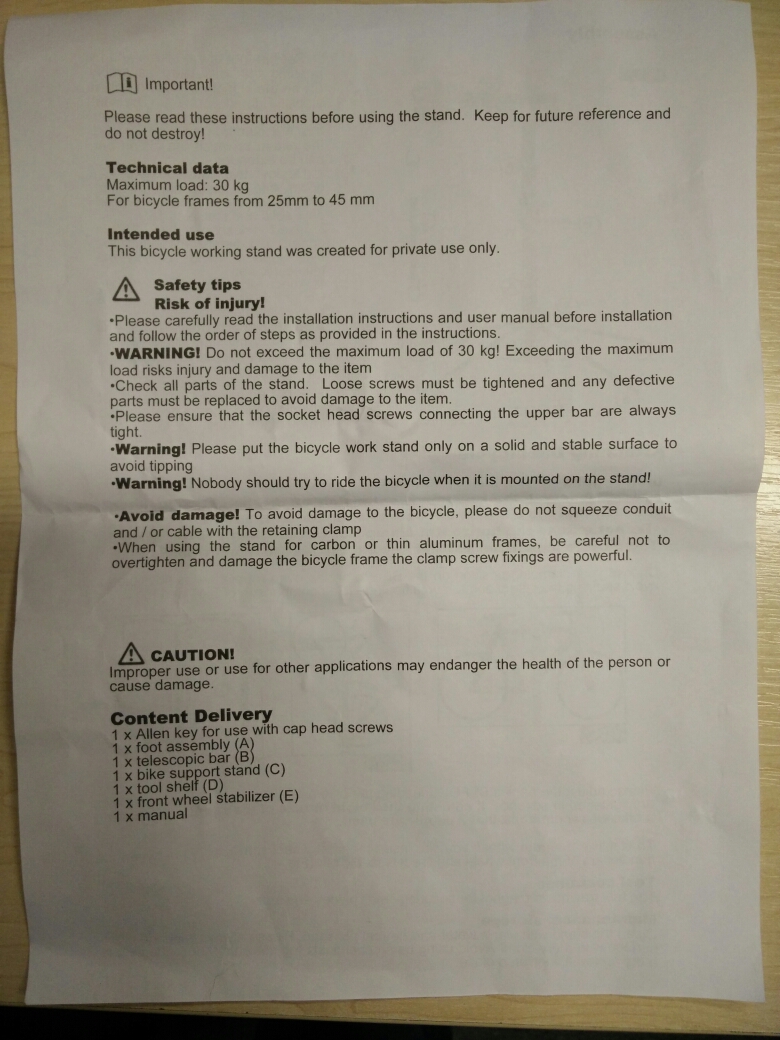 Important!
Please read these instructions before using the stand. Keep for future reference and
do not destroy!
Technical data
Maximum load: 30 kg
For bicycle frames from 25mm to 45 mm
Intended use
This bicycle working stand was created for private use only.
Safety tips
Risk of injury!
•Please carefully read the installation instructions and user manual before installation
and follow the order of steps as provided in the instructions.
•WARNING! Do not exceed the maximum load of 30 kg! Exceeding the maximum
load risks injury and damage to the item
•Check all parts of the stand. Loose screws must be tightened and any defective
parts must be replaced to avoid damage to the item.
•Please ensure that the socket head screws connecting the upper bar are always
tight.
•Warning! Please put the bicycle work stand only on a solid and stable surface to
avoid tipping
•Warning! Nobody should try to ride the bicycle when it is mounted on the stand!
•Avoid damage! To avoid damage to the bicycle, please do not squeeze conduit
and / or cable with the retaining clamp
•When using the stand for carbon or thin aluminum frames, be careful not to
overtighten and damage the bicycle frame the clamp screw fixings are powerful.
CAUTION!
Improper use or use for other applications may endanger the health of the person or
cause damage.
Content Delivery
1 x Allen key for use with cap head screws
1 x foot assembly (A)
1 x telescopic bar (B)
1 x bike support stand (C)
1 x tool shelf (D)
1 x front wheel stabilizer (E)
1 x manual